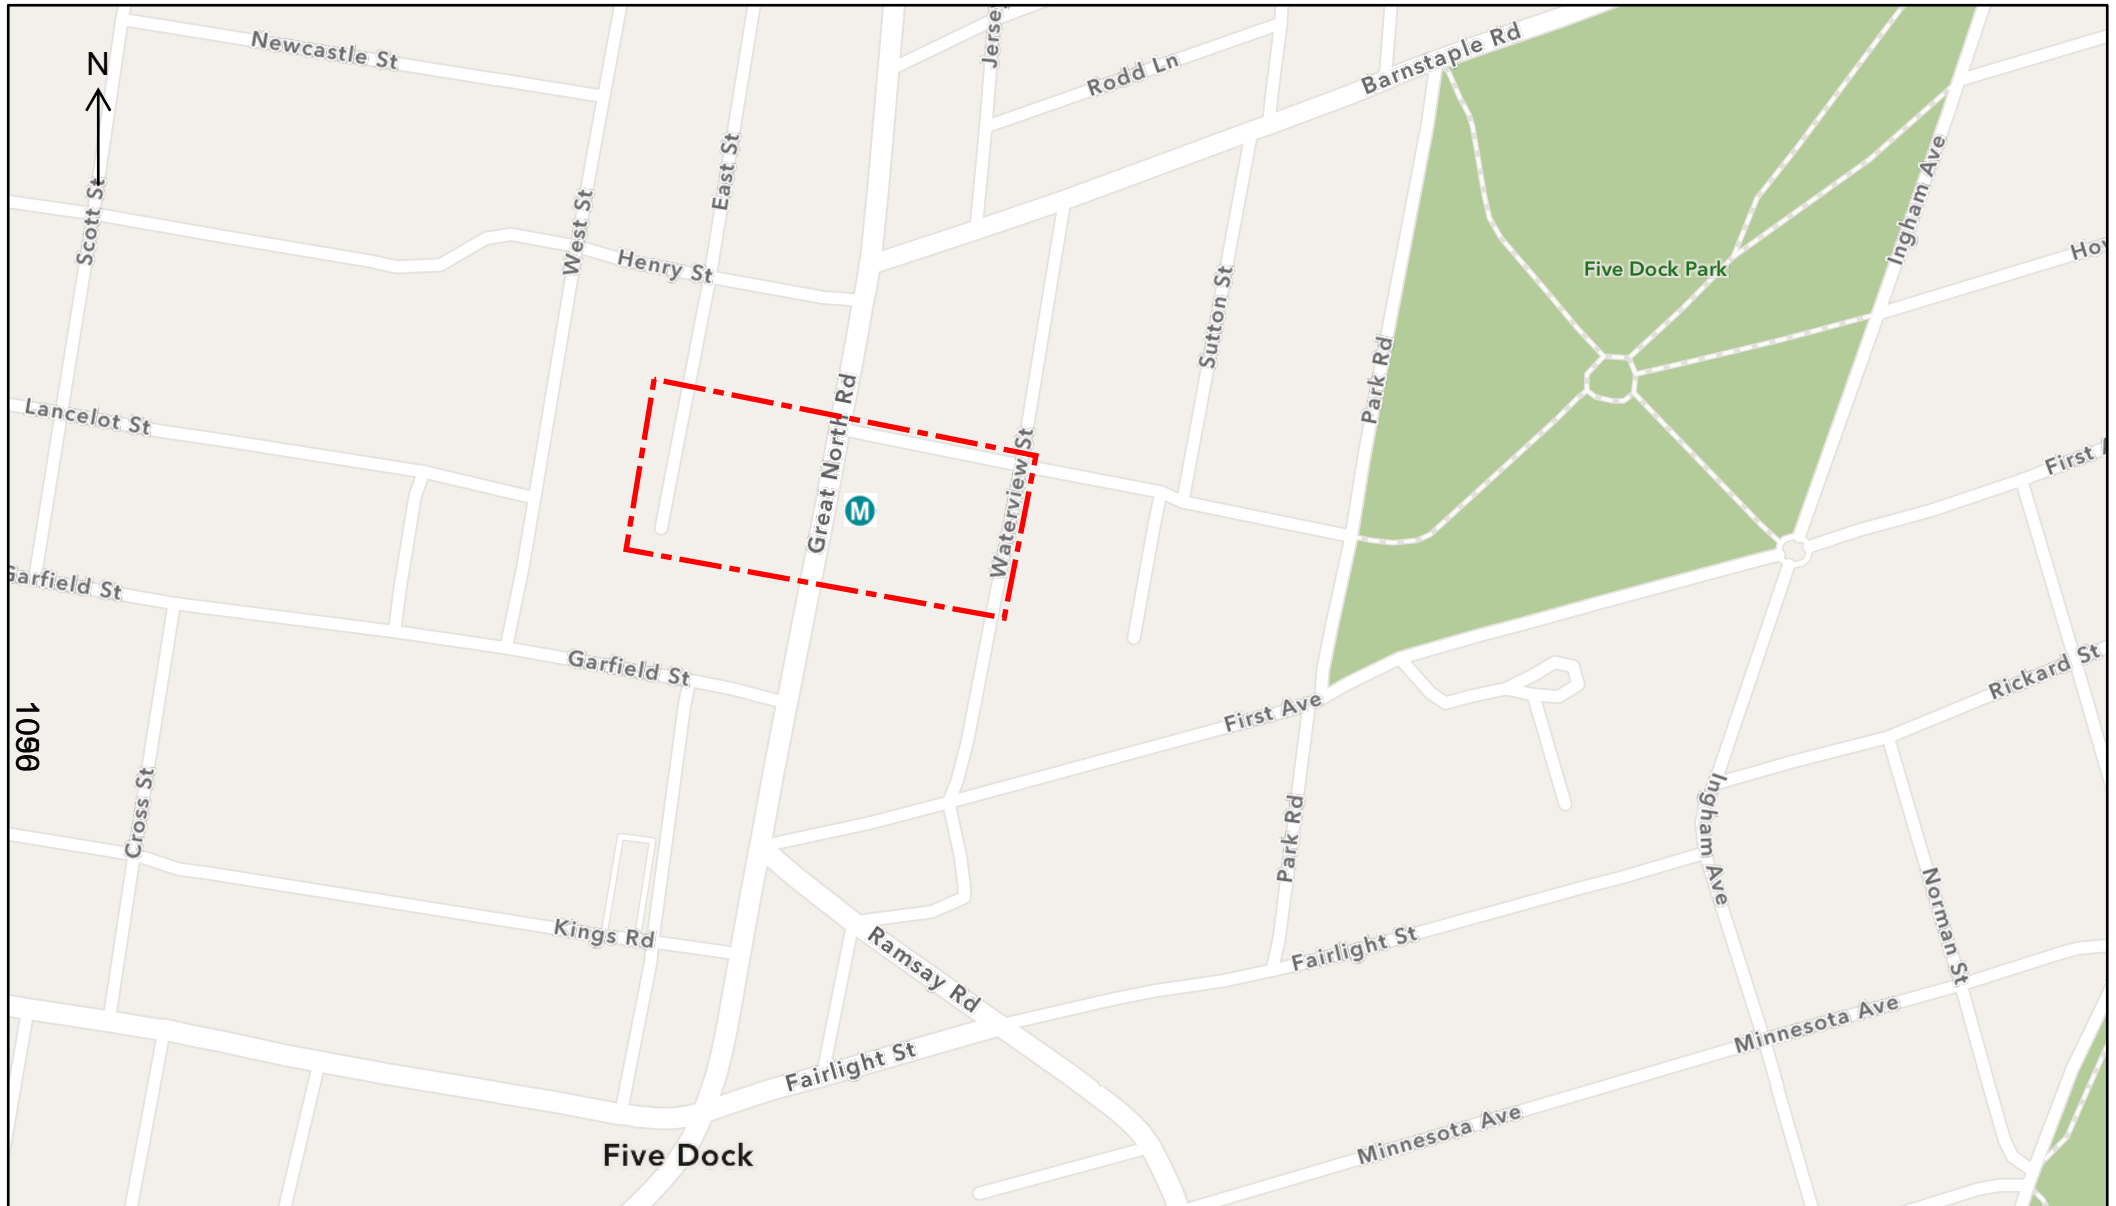 Newcastle St
N
Scott St
West St
East St
Henry St
Rodd Ln
Barnstaple Rd
Five Dock Park
Ingham Ave
Sutton St
Park Rd
Lancelot St
Great North Rd
M
Waterview St
Garfield St
Garfield St
First Ave
First
Rickard St
Cross St
Kings Rd
Ramsay Rd
Park Rd
Fairlight St
Fairlight St
Ingham Ave
Norman St
Minnesota Ave
Minnesota Ave
Five Dock